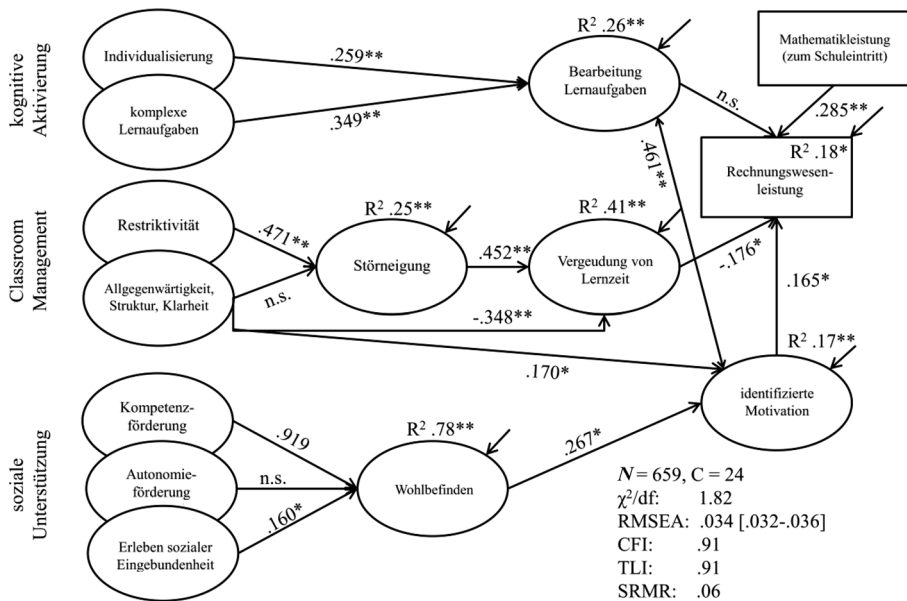 kognitive
Aktivierung
Individualisierung
komplexe
Lernaufgaben
.259**
.349**
R² .26**
Bearbeitung
Lernaufgaben
n.s.
Mathematikleistung
(zum Schuleintritt)
.285**
R² .18*
Rechnungswesen-
leistung
.461**
Classroom
Management
Restriktivität
Allgegenwärtigkeit,
Struktur, Klarheit
.471**
n.s.
R² .25**
Störneigung
.452**
R² .41**
Vergeudung von
Lernzeit
-.176*
-.348**
.170*
.165*
R² .17**
identifizierte
Motivation
soziale
Unterstützung
Kompetenz-
förderung
Autonomie-
förderung
Erleben sozialer
Eingebundenheit
.919
n.s.
.160*
R² .78**
Wohlbefinden
.267*
N = 659, C = 24
χ²/df: 1.82
RMSEA: .034 [.032-.036]
CFI: .91
TLI: .91
SRMR: .06